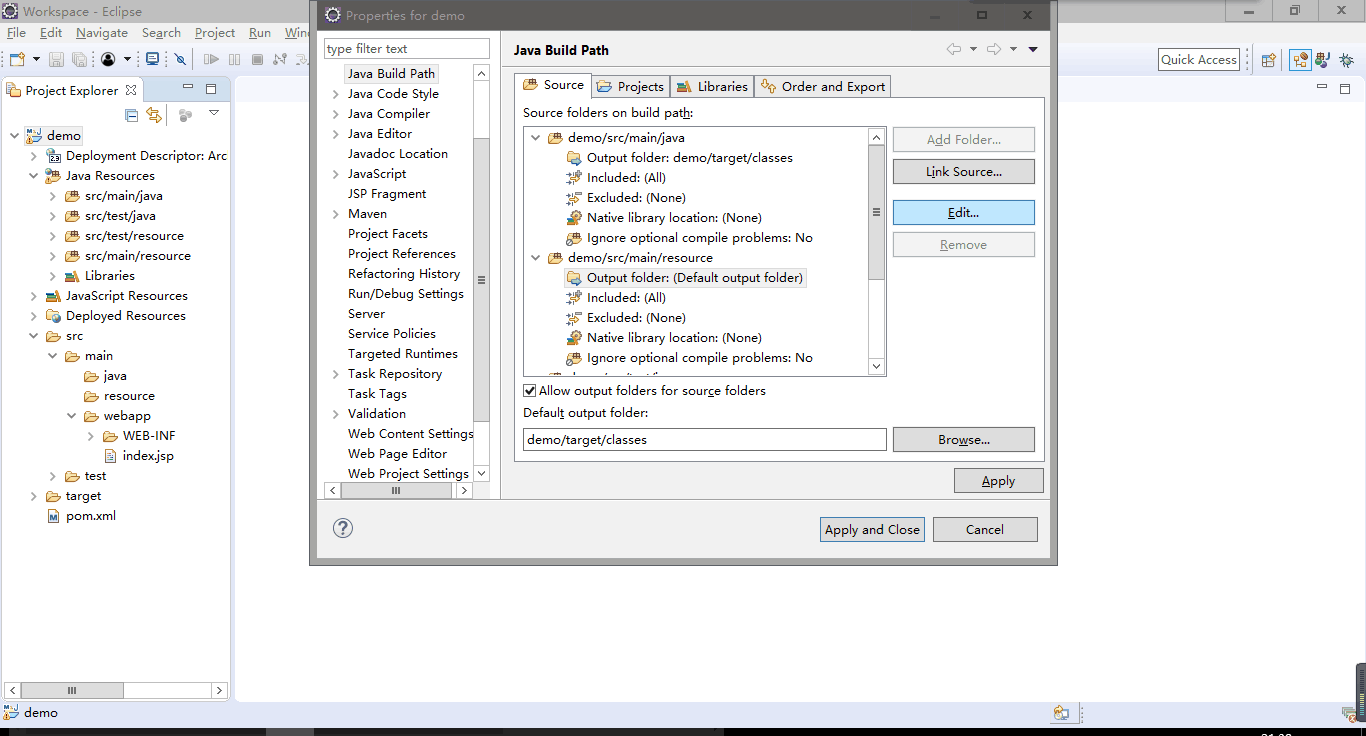 Workspace - Eclipse
File Edit Navigate Search Project Run
Quick Access
Project Explorer
demo
Deployment Descriptor: Arc
Java Resources
src/main/java
src/test/java
src/test/resource
src/main/resource
Libraries
JavaScript Resources
Deployed Resources
src
main
java
resource
webapp
WEB-INF
index.jsp
test
target
pom.xml
demo
Properties for demo
type filter text
Java Build Path
Java Code Style
Java Compiler
Java Editor
Javadoc Location
JavaScript
JSP Fragment
Maven
Project Facets
Project References
Refactoring History
Run/Debug Settings
Server
Service Policies
Targeted Runtimes
Task Repository
Task Tags
Validation
Web Content Settings
Web Page Editor
Web Project Settings
Java Build Path
Source Projects Libraries Order and Export
Source folders on build path:
demo/src/main/java
Output folder: demo/target/classes
Included: (All)
Excluded: (None)
Native library location: (None)
Ignore optional compile problems: No
demo/src/main/resource
Output folder: (Default output folder)
Included: (All)
Excluded: (None)
Native library location: (None)
Ignore optional compile problems: No
Add Folder...
Link Source...
Edit...
Remove
Allow output folders for source folders
Default output folder:
demo/target/classes
Browse...
Apply
Apply and Close
Cancel